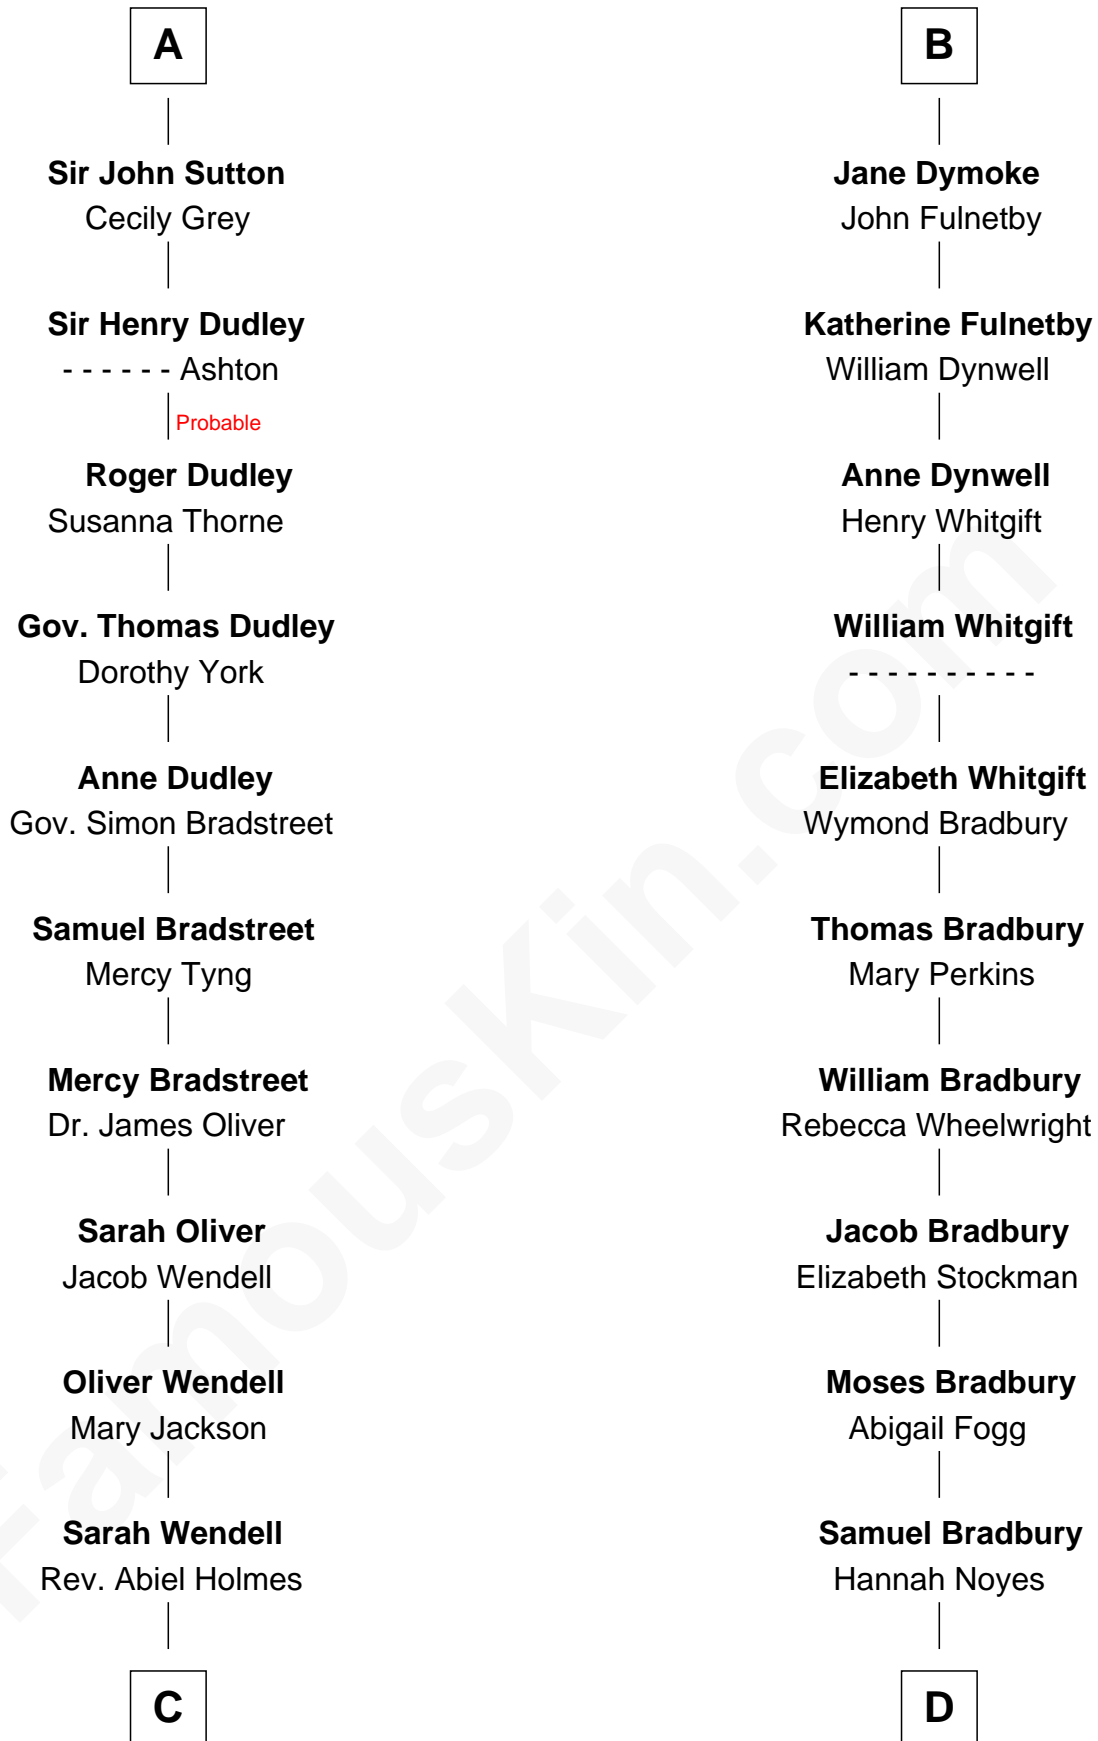 A
Sir John Sutton
Cecily Grey
Sir Henry Dudley
- - - - - - Ashton
Probable
Roger Dudley
Susanna Thorne
Gov. Thomas Dudley
Dorothy York
Anne Dudley
Gov. Simon Bradstreet
Samuel Bradstreet
Mercy Tyng
Mercy Bradstreet
Dr. James Oliver
Sarah Oliver
Jacob Wendell
Oliver Wendell
Mary Jackson
Sarah Wendell
Rev. Abiel Holmes
C
B
Jane Dymoke
John Fulnetby
Katherine Fulnetby
William Dynwell
Anne Dynwell
Henry Whitgift
William Whitgift
- - - - - - - - - -
Elizabeth Whitgift
Wymond Bradbury
Thomas Bradbury
Mary Perkins
William Bradbury
Rebecca Wheelwright
Jacob Bradbury
Elizabeth Stockman
Moses Bradbury
Abigail Fogg
Samuel Bradbury
Hannah Noyes
D
FamousKin.com